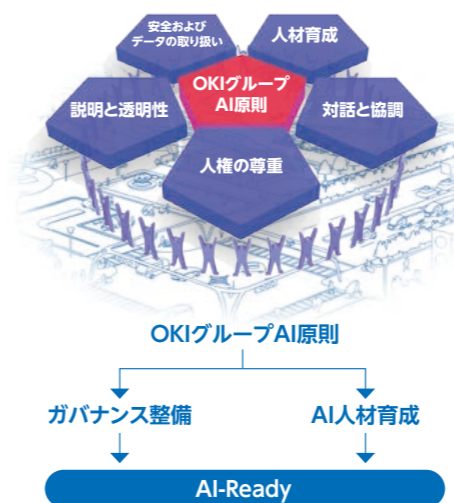 安全および
データの取り扱い
人材育成
OKIグループ
AI原則
説明と透明性
対話と協調
人権の尊重
OKIグループAI原則
ガバナンス整備
AI人材育成
AI-Ready